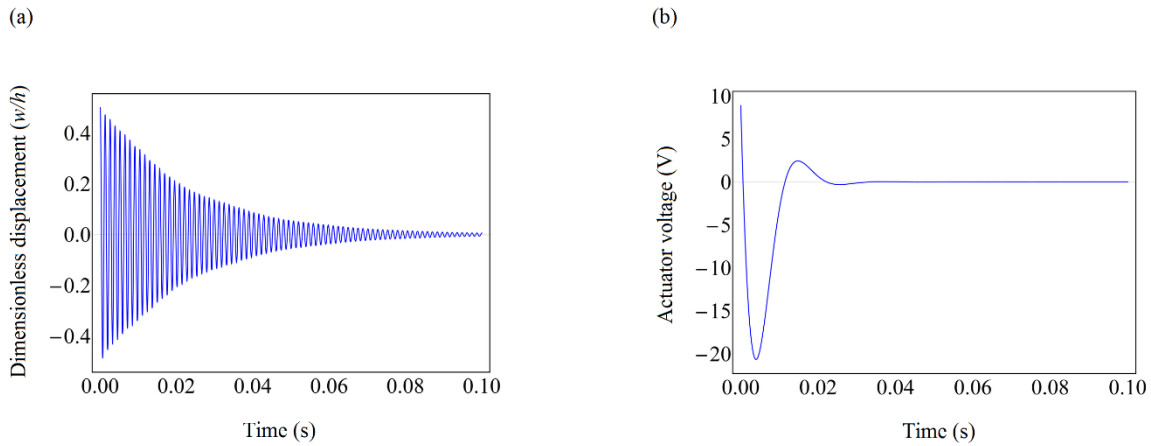 (a)
(b)
Dimensionless displacement (w/h)
0.4
0.2
0.0
−0.2
−0.4
0.00 0.02 0.04 0.06 0.08 0.10
Time (s)
Actuator voltage (V)
10
5
0
−5
−10
−15
−20
0.00 0.02 0.04 0.06 0.08 0.10
Time (s)